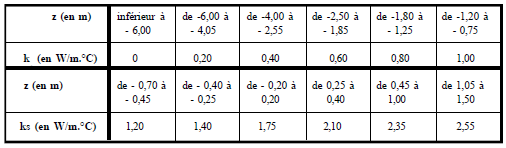 z (en m) inférieur à de -6,00 à de -4,00 à de -2,50 à de -1,80 à de -1,20 à
- 6,00 - 4,05 - 2,55 - 1,85 - 1,25 - 0,75
k (en W/m.°C) 0 0,20 0,40 0,60 0,80 1,00
z (en m) de - 0,70 à de - 0,40 à de - 0,20 à de 0,25 à de 0,45 à de 1,05 à
- 0,45 - 0,25 0,20 0,40 1,00 1,50
ks (en W/m.°C) 1,20 1,40 1,75 2,10 2,35 2,55